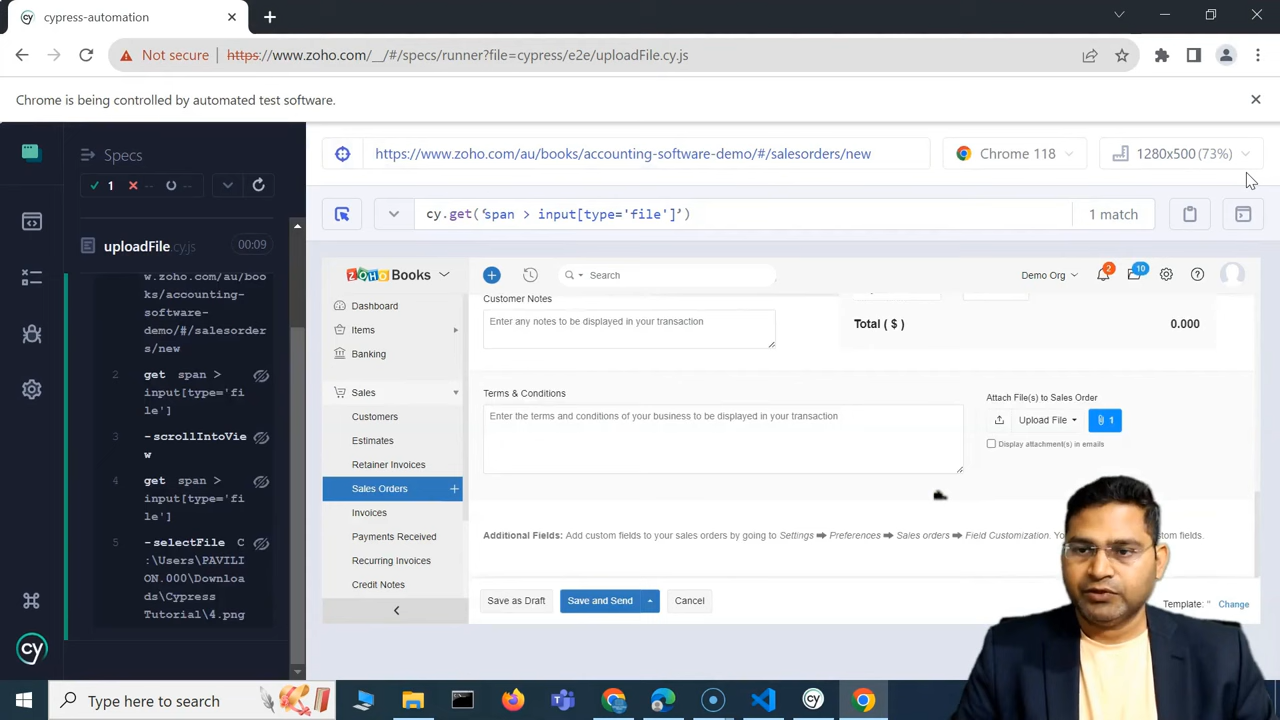 cypress-automation
Not secure https://www.zoho.com/__/#/specs/runner?file=cypress/e2e/uploadFile.cy.js
Chrome is being controlled by automated test software.
Specs
1 -- --
uploadFile.cy.js 00:09
w.zoho.com/au/bo
oks/accounting-
software-
demo/#/salesorder
s/new
2 get span >
input[type='fi
le']
3 -scrollIntoVie
w
4 get span >
input[type='fi
le']
5 -selectFile C
:\Users\PAVILI
ON.000\Downloa
ds\Cypress
Tutorial\4.png
cy
https://www.zoho.com/au/books/accounting-software-demo/#/salesorders/new
Chrome 118
1280x500 (73%)
cy.get('span > input[type='file']')
1 match
ZOHO Books
Search
Demo Org
2
10
Dashboard
Items
Banking
Sales
Customers
Estimates
Retailer Invoices
Sales Orders +
Invoices
Payments Received
Recurring Invoices
Credit Notes
Customer Notes
Enter any notes to be displayed in your transaction
Total ( $ ) 0.000
Terms & Conditions
Enter the terms and conditions of your business to be displayed in your transaction
Attach File(s) to Sales Order
Upload File
1
Display attachment(s) in emails
Additional Fields: Add custom fields to your sales orders by going to Settings ➡ Preferences ➡ Sales orders ➡ Field Customization.
Save as Draft
Save and Send
Cancel
Template: '' Change
Type here to search